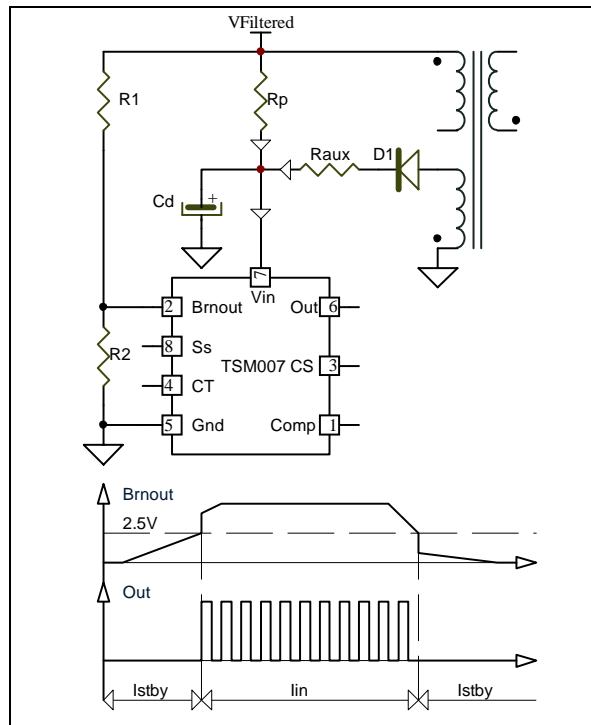 VFiltered
R1
Rp
Raux
D1
Cd
+
7
Vin
2 Brnout
Out 6
8 Ss
R2
TSM007 CS 3
4 CT
5 Gnd
Comp 1
Brnout
2.5V
Out
Istby
Iin
Istby